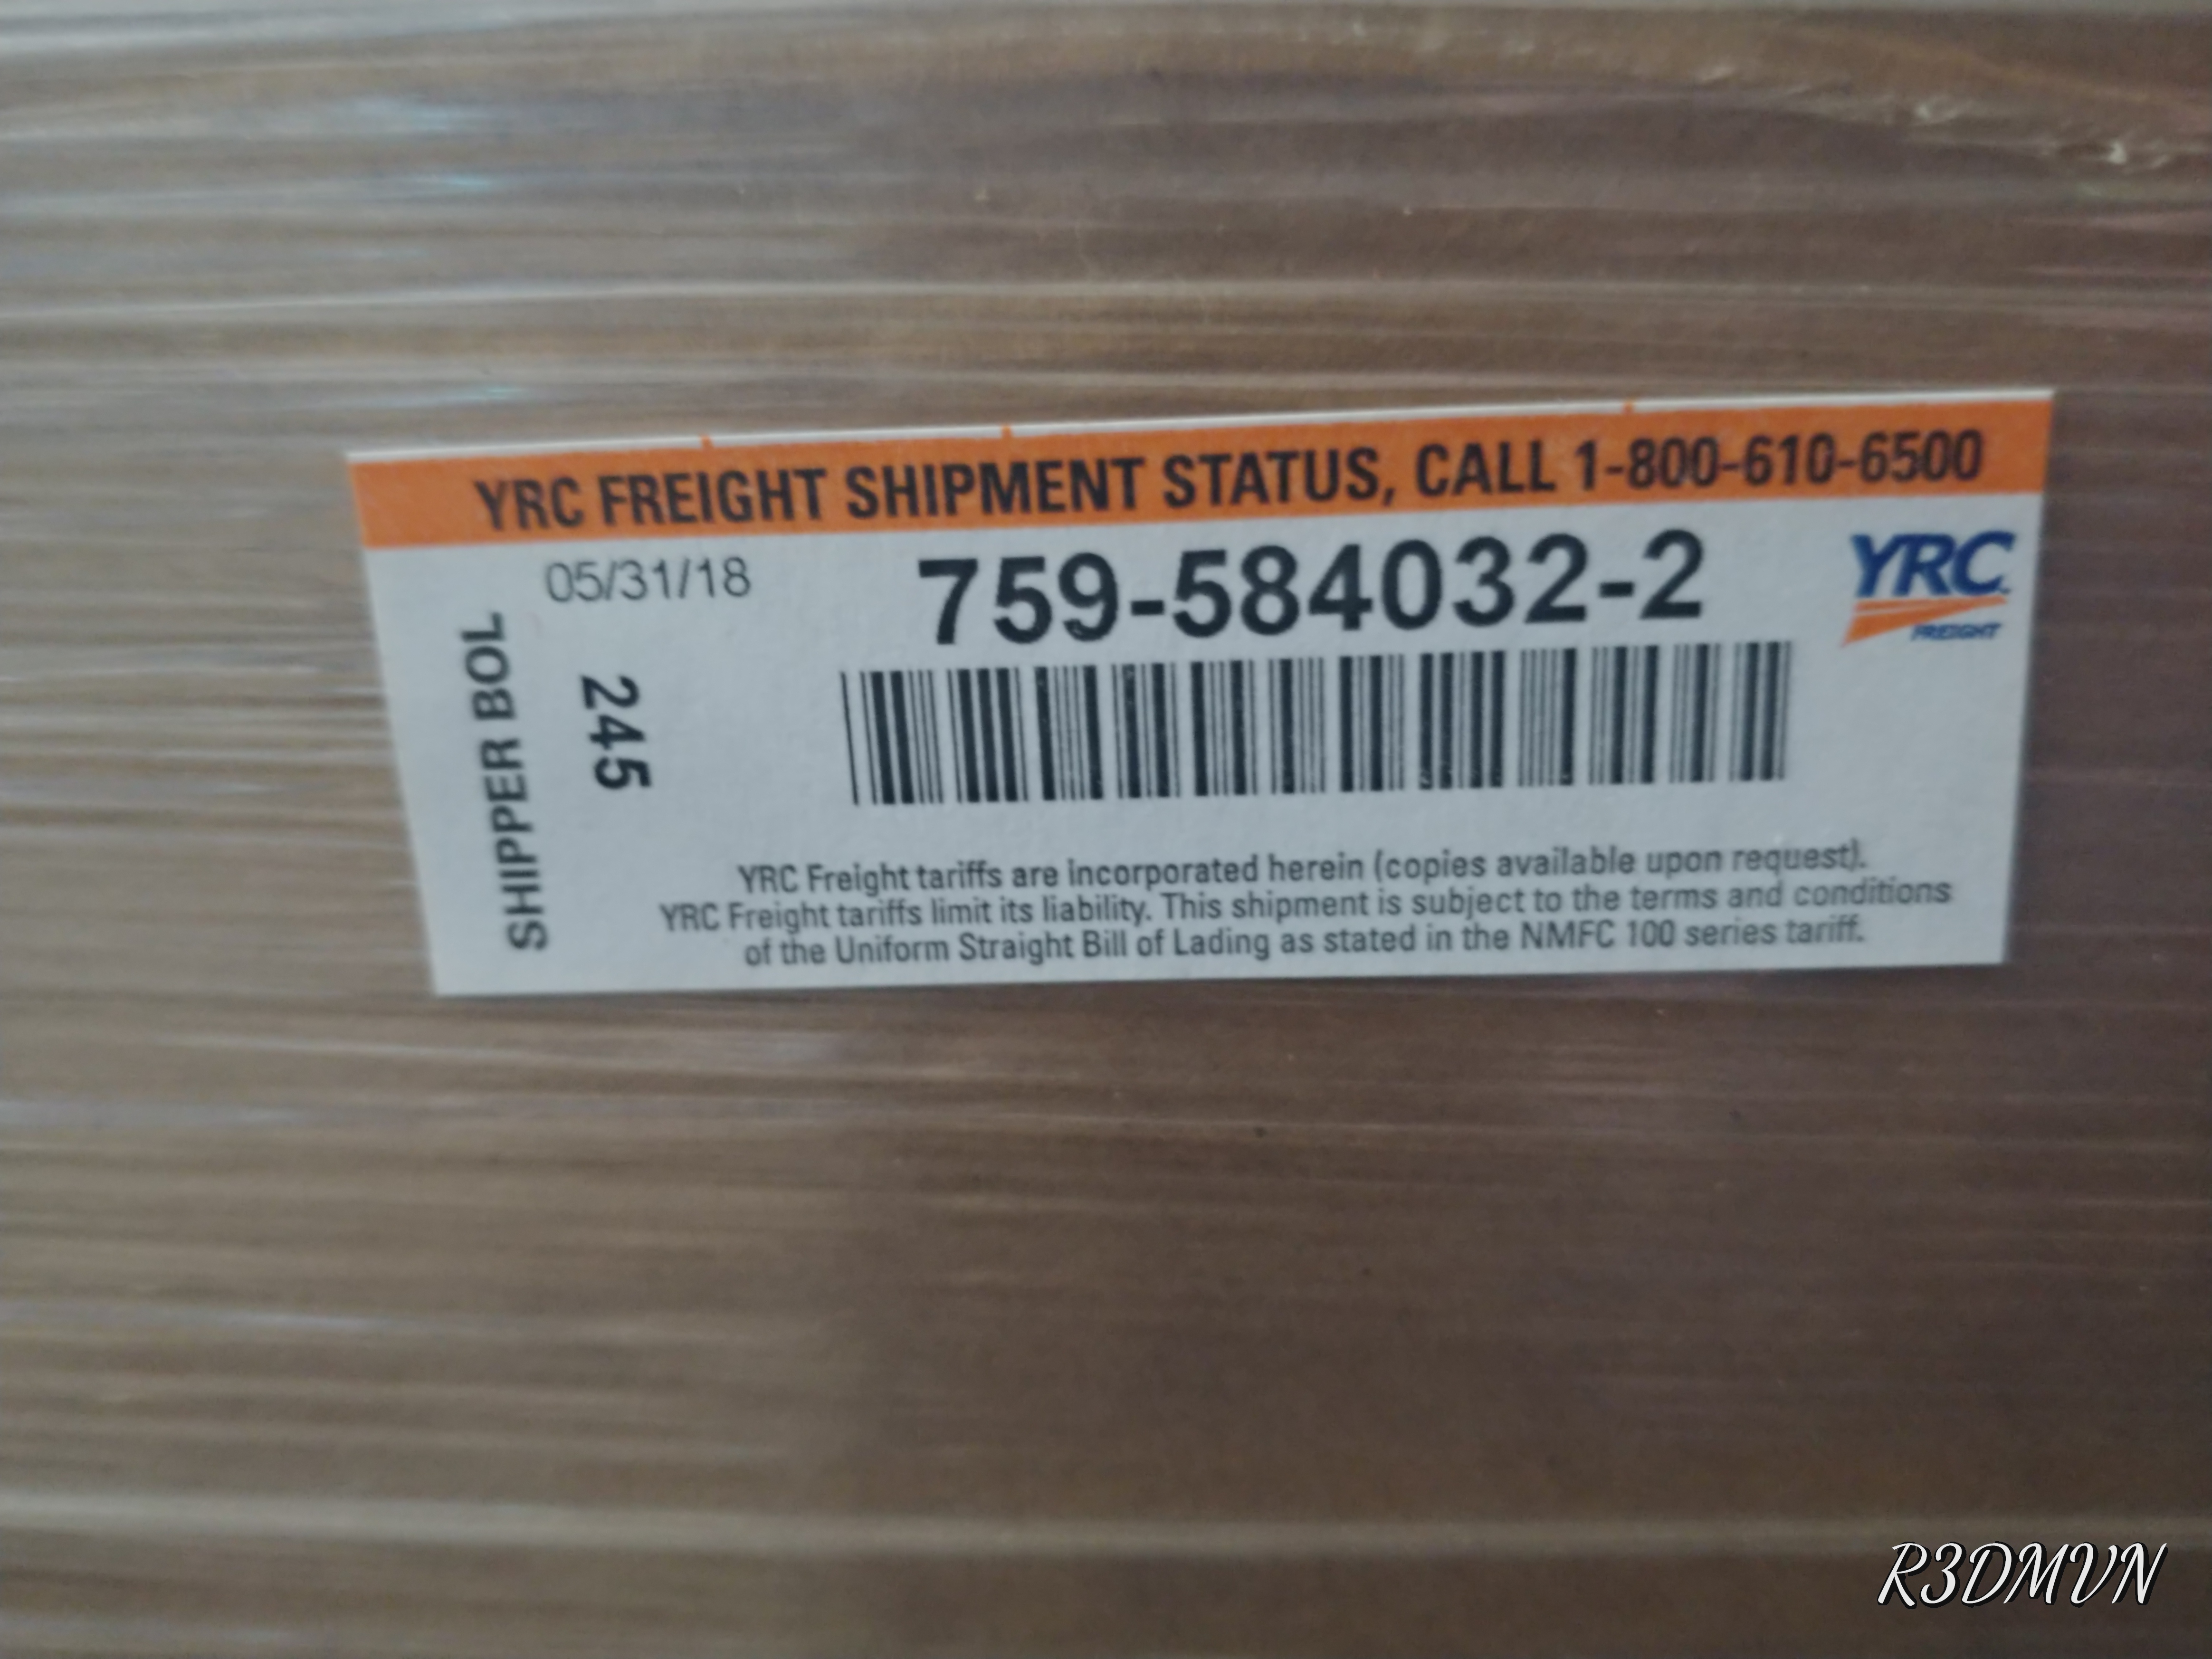 YRC FREIGHT SHIPMENT STATUS, CALL 1-800-610-6500
05/31/18
759-584032-2
YRC
FREIGHT
SHIPPER BOL
245
YRC Freight tariffs are incorporated herein (copies available upon request).
YRC Freight tariffs limit its liability. This shipment is subject to the terms and conditions
of the Uniform Straight Bill of Lading as stated in the NMFC 100 series tariff.
R3DMVN